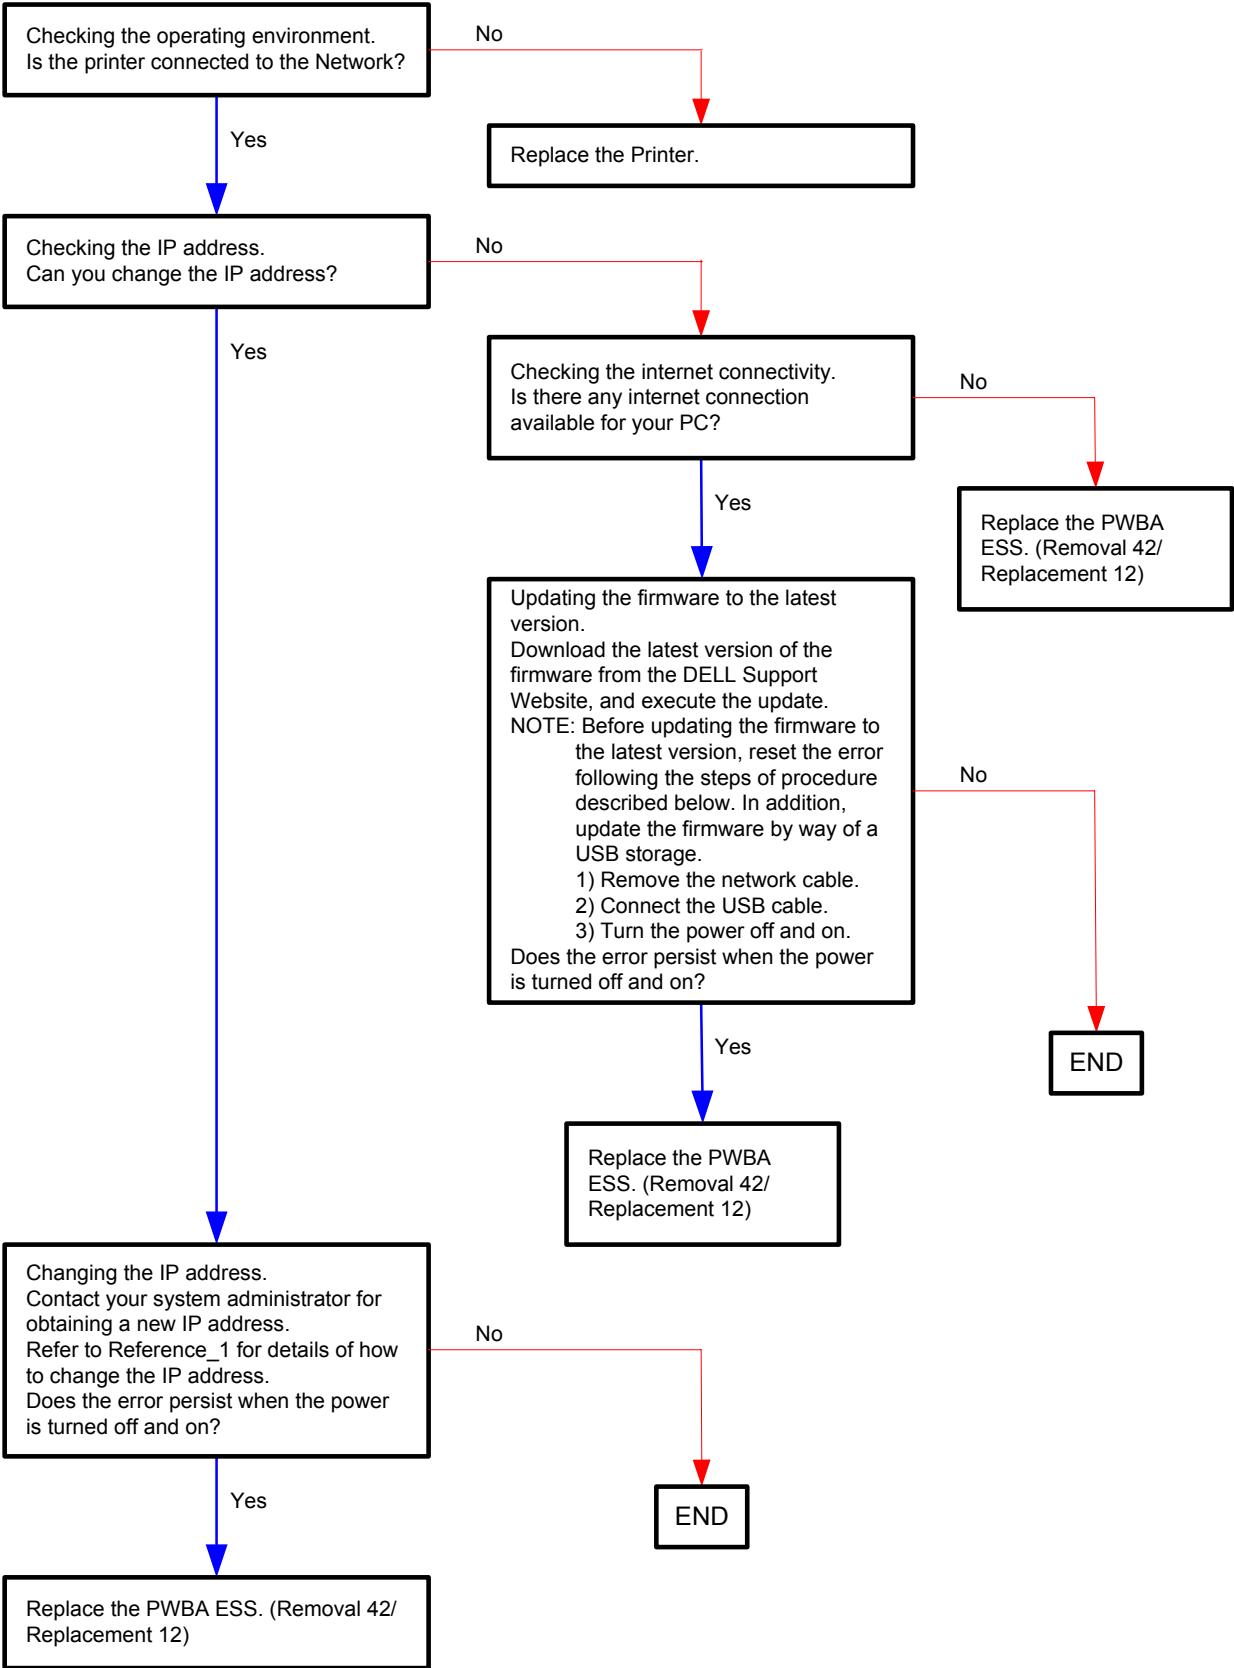 Checking the operating environment.
Is the printer connected to the Network?
No
Yes
Replace the Printer.
Checking the IP address.
Can you change the IP address?
No
Yes
Checking the internet connectivity.
Is there any internet connection
available for your PC?
No
Yes
Replace the PWBA
ESS. (Removal 42/
Replacement 12)
Updating the firmware to the latest
version.
Download the latest version of the
firmware from the DELL Support
Website, and execute the update.
NOTE: Before updating the firmware to
the latest version, reset the error
following the steps of procedure
described below. In addition,
update the firmware by way of a
USB storage.
1) Remove the network cable.
2) Connect the USB cable.
3) Turn the power off and on.
Does the error persist when the power
is turned off and on?
No
Yes
END
Replace the PWBA
ESS. (Removal 42/
Replacement 12)
Changing the IP address.
Contact your system administrator for
obtaining a new IP address.
Refer to Reference_1 for details of how
to change the IP address.
Does the error persist when the power
is turned off and on?
No
Yes
END
Replace the PWBA ESS. (Removal 42/
Replacement 12)